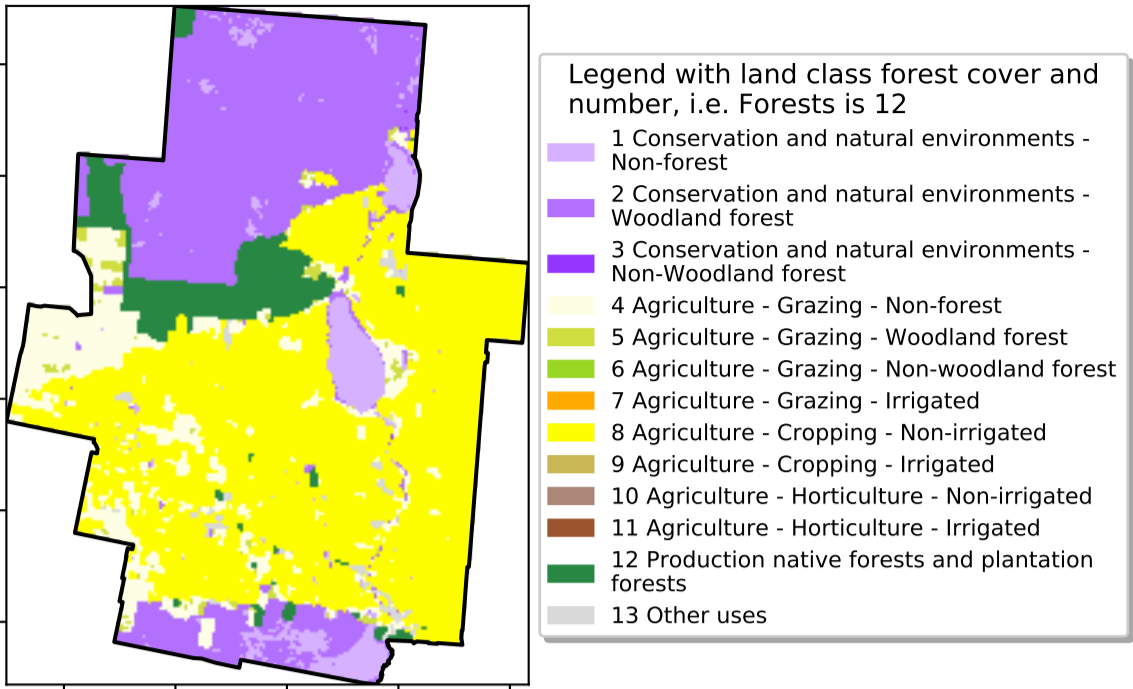 Legend with land class forest cover and
number, i.e. Forests is 12
1 Conservation and natural environments -
Non-forest
2 Conservation and natural environments -
Woodland forest
3 Conservation and natural environments -
Non-Woodland forest
4 Agriculture - Grazing - Non-forest
5 Agriculture - Grazing - Woodland forest
6 Agriculture - Grazing - Non-woodland forest
7 Agriculture - Grazing - Irrigated
8 Agriculture - Cropping - Non-irrigated
9 Agriculture - Cropping - Irrigated
10 Agriculture - Horticulture - Non-irrigated
11 Agriculture - Horticulture - Irrigated
12 Production native forests and plantation
forests
13 Other uses